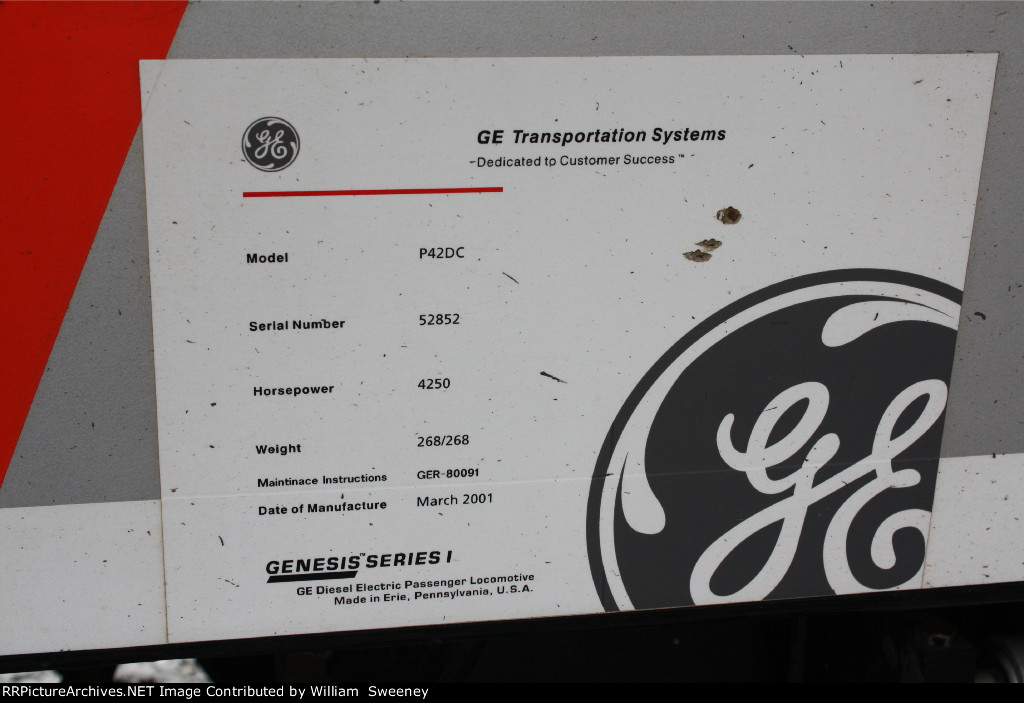 GE
GE Transportation Systems
Dedicated to Customer Success™
Model P42DC
Serial Number 52852
Horsepower 4250
Weight 268/268
Maintinace Instructions GER-80091
Date of Manufacture March 2001
GENESIS™ SERIES I
GE Diesel Electric Passenger Locomotive
Made in Erie, Pennsylvania, U.S.A.
GE
RRPictureArchives.NET Image Contributed by William Sweeney